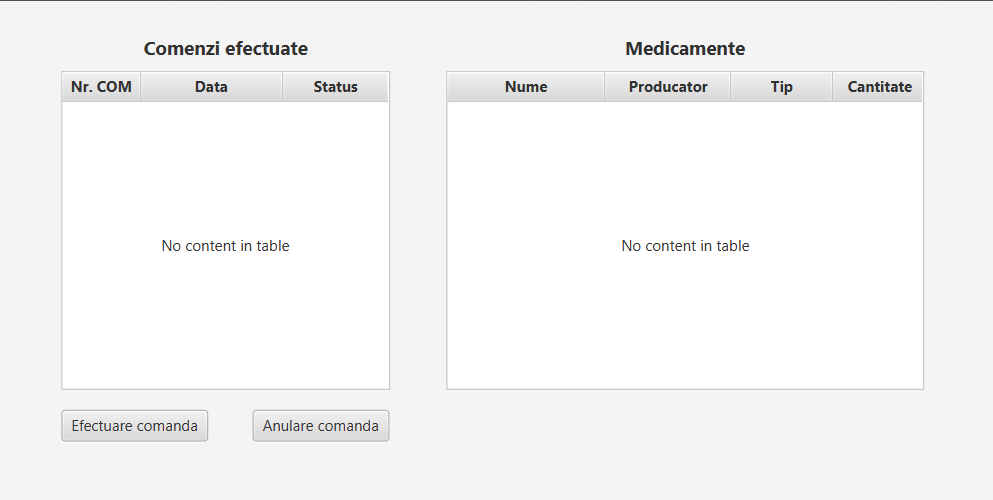 Comenzi efectuate
Nr. COM Data Status
No content in table
Efectuare comanda Anulare comanda
Medicamente
Nume Producator Tip Cantitate
No content in table